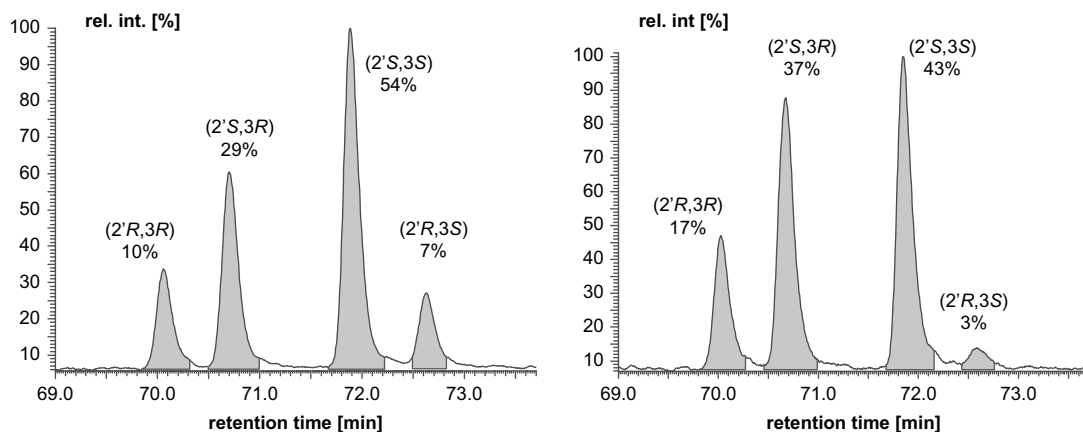 rel. int. [%]
100
90
80
70
60
50
40
30
20
10
(2'R,3R)
10%
(2'S,3R)
29%
(2'S,3S)
54%
(2'R,3S)
7%
69.0 70.0 71.0 72.0 73.0
retention time [min]
rel. int [%]
100
90
80
70
60
50
40
30
20
10
(2'R,3R)
17%
(2'S,3R)
37%
(2'S,3S)
43%
(2'R,3S)
3%
69.0 70.0 71.0 72.0 73.0
retention time [min]